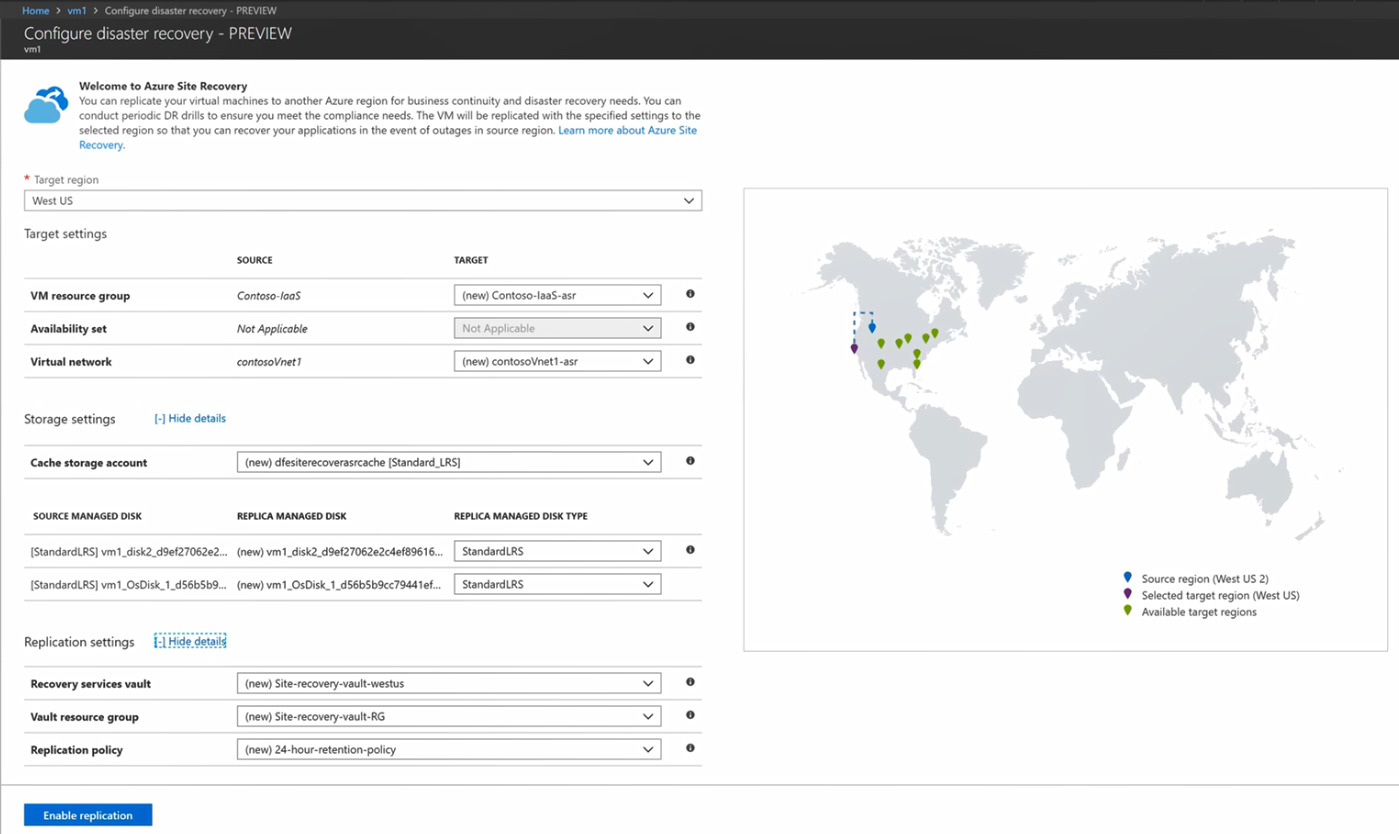 Home > vm1 > Configure disaster recovery - PREVIEW
Configure disaster recovery - PREVIEW
vm1
Welcome to Azure Site Recovery
You can replicate your virtual machines to another Azure region for business continuity and disaster recovery needs. You can
conduct periodic DR drills to ensure you meet the compliance needs. The VM will be replicated with the specified settings to the
selected region so that you can recover your applications in the event of outages in source region. Learn more about Azure Site
Recovery.
* Target region
West US
Target settings
SOURCE TARGET
VM resource group Contoso-IaaS (new) Contoso-IaaS-asr
Availability set Not Applicable Not Applicable
Virtual network contosoVnet1 (new) contosoVnet1-asr
Storage settings [-] Hide details
Cache storage account (new) dfesiterecoverasrcache [Standard_LRS]
SOURCE MANAGED DISK REPLICA MANAGED DISK REPLICA MANAGED DISK TYPE
[StandardLRS] vm1_disk2_d9ef27062e2... (new) vm1_disk2_d9ef27062e2c4ef89616... StandardLRS
[StandardLRS] vm1_OsDisk_1_d56b5b9... (new) vm1_OsDisk_1_d56b5b9cc79441ef... StandardLRS
Replication settings [-] Hide details
Recovery services vault (new) Site-recovery-vault-westus
Vault resource group (new) Site-recovery-vault-RG
Replication policy (new) 24-hour-retention-policy
Enable replication
Source region (West US 2)
Selected target region (West US)
Available target regions